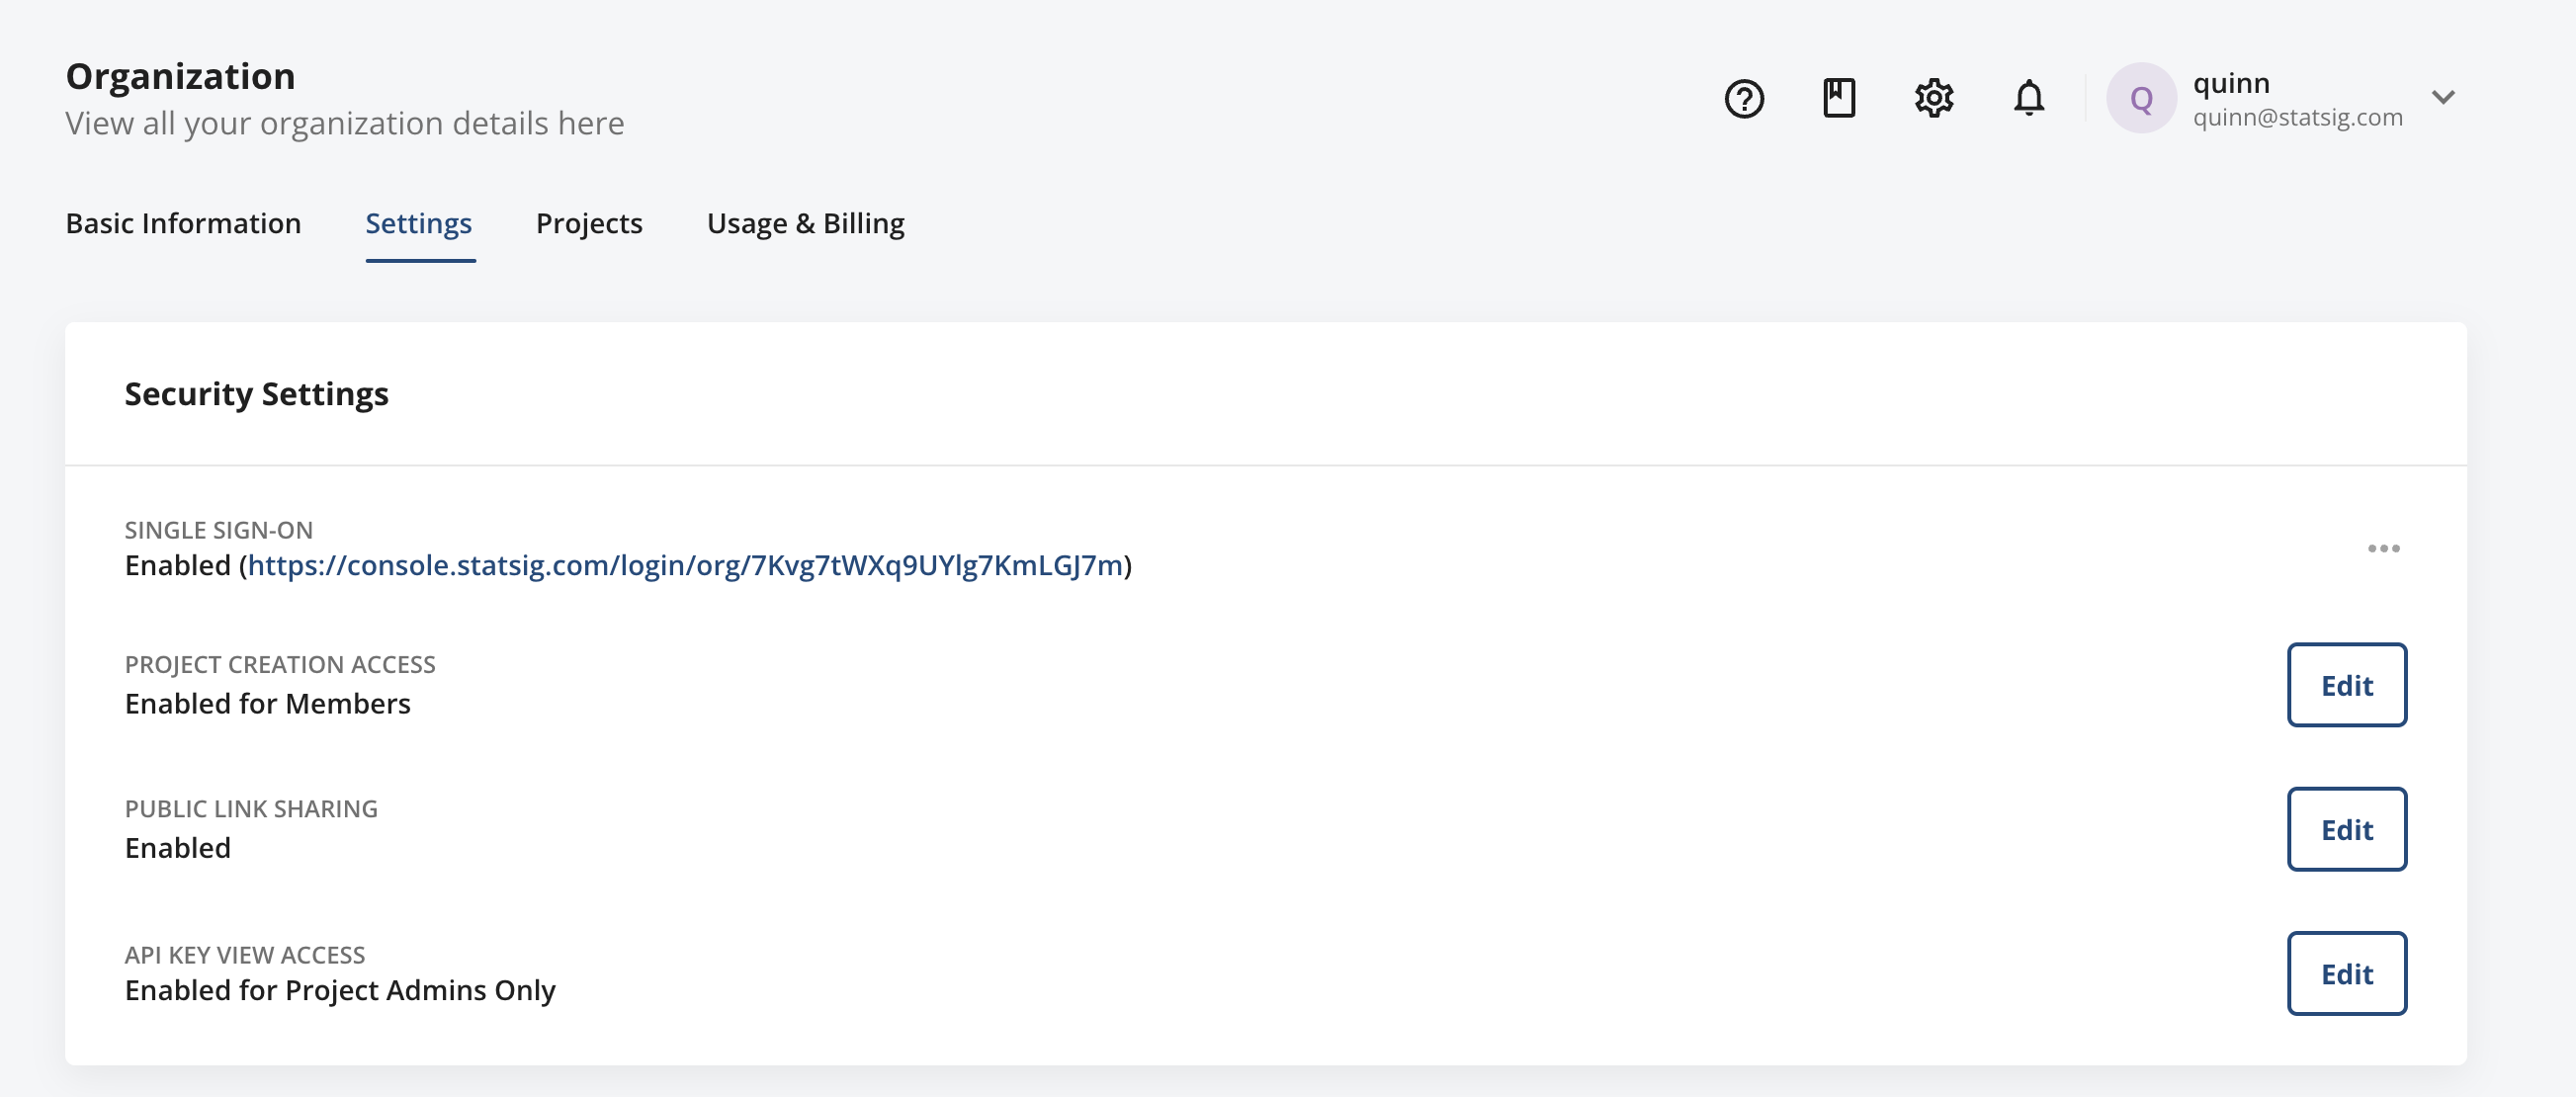 Organization
View all your organization details here
Q
quinn
quinn@statsig.com
Basic Information
Settings
Projects
Usage & Billing
Security Settings
SINGLE SIGN-ON
Enabled (https://console.statsig.com/login/org/7Kvg7tWXq9UYlg7KmLGJ7m)
PROJECT CREATION ACCESS
Enabled for Members
Edit
PUBLIC LINK SHARING
Enabled
Edit
API KEY VIEW ACCESS
Enabled for Project Admins Only
Edit